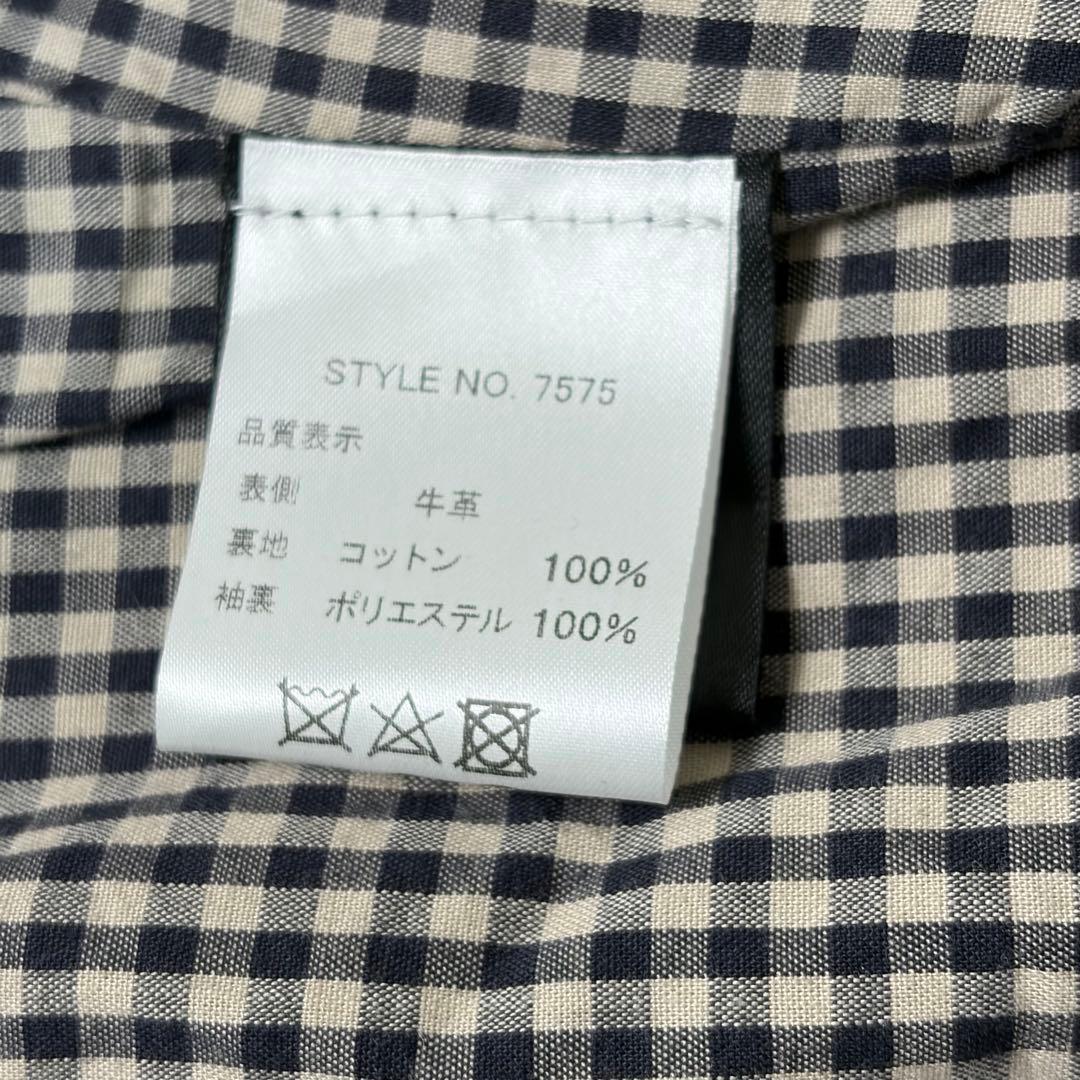 STYLE NO. 7575
品質表示
表側 牛革
裏地 コットン 100%
袖裏 ポリエステル 100%